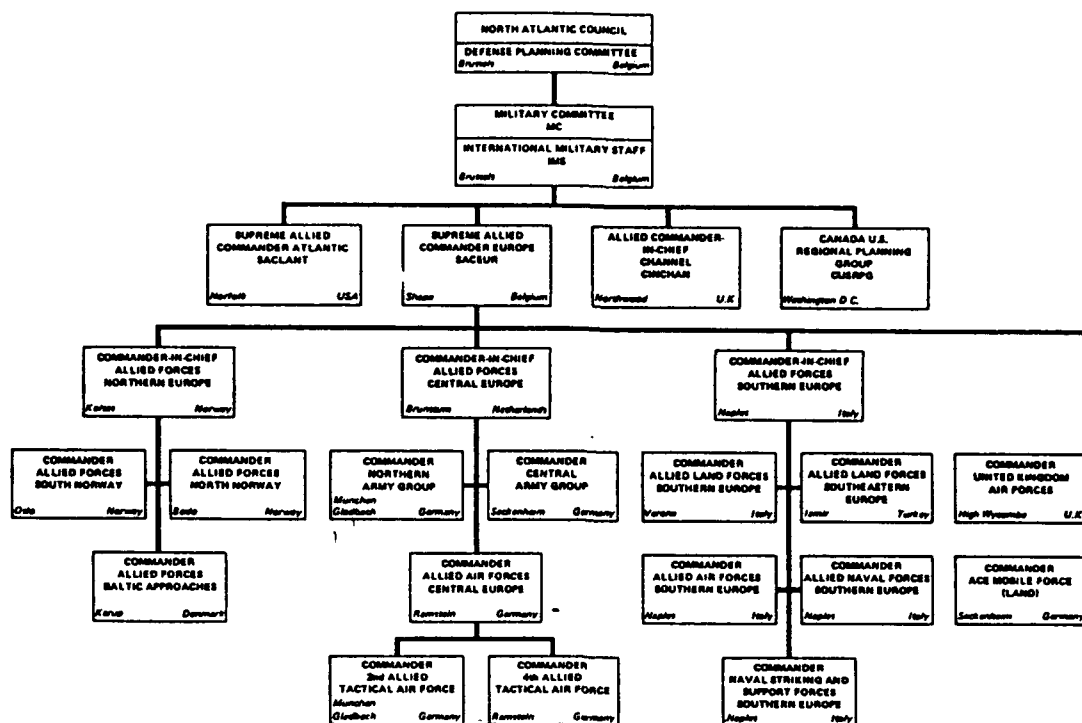 NORTH ATLANTIC COUNCIL
DEFENSE PLANNING COMMITTEE
Brussels Belgium
MILITARY COMMITTEE
MC
INTERNATIONAL MILITARY STAFF
IMS
Brussels Belgium
SUPREME ALLIED
COMMANDER ATLANTIC
SACLANT
Norfolk USA
SUPREME ALLIED
COMMANDER EUROPE
SACEUR
Shape Belgium
ALLIED COMMANDER-
IN-CHIEF
CHANNEL
CINCHAN
Northwood U.K
CANADA U.S.
REGIONAL PLANNING
GROUP
CUSRPG
Washington D C.
COMMANDER-IN-CHIEF
ALLIED FORCES
NORTHERN EUROPE
Kolsas Norway
COMMANDER-IN-CHIEF
ALLIED FORCES
CENTRAL EUROPE
Brunssum Netherlands
COMMANDER-IN-CHIEF
ALLIED FORCES
SOUTHERN EUROPE
Naples Italy
COMMANDER
ALLIED FORCES
SOUTH NORWAY
Oslo Norway
COMMANDER
ALLIED FORCES
NORTH NORWAY
Bodo Norway
COMMANDER
NORTHERN
ARMY GROUP
Munchen
Gladbach Germany
COMMANDER
CENTRAL
ARMY GROUP
Seckenheim Germany
COMMANDER
ALLIED LAND FORCES
SOUTHERN EUROPE
Verona Italy
COMMANDER
ALLIED LAND FORCES
SOUTHEASTERN
EUROPE
Izmir Turkey
COMMANDER
UNITED KINGDOM
AIR FORCES
High Wycombe U.K
COMMANDER
ALLIED FORCES
BALTIC APPROACHES
Karup Denmark
COMMANDER
ALLIED AIR FORCES
CENTRAL EUROPE
Ramstein Germany
COMMANDER
ALLIED AIR FORCES
SOUTHERN EUROPE
Naples Italy
COMMANDER
ALLIED NAVAL FORCES
SOUTHERN EUROPE
Naples Italy
COMMANDER
ACE MOBILE FORCE
(LAND)
Seckenheim Germany
COMMANDER
2nd ALLIED
TACTICAL AIR FORCE
Munchen
Gladbach Germany
COMMANDER
4th ALLIED
TACTICAL AIR FORCE
Ramstein Germany
COMMANDER
NAVAL STRIKING AND
SUPPORT FORCES
SOUTHERN EUROPE
Naples Italy